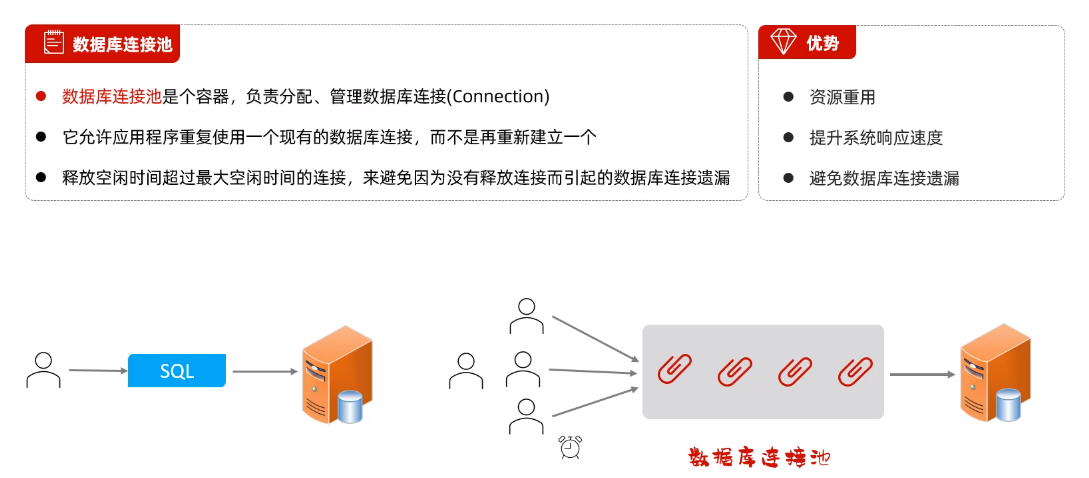 数据库连接池
数据库连接池是个容器，负责分配、管理数据库连接(Connection)
它允许应用程序重复使用一个现有的数据库连接，而不是再重新建立一个
释放空闲时间超过最大空闲时间的连接，来避免因为没有释放连接而引起的数据库连接遗漏
优势
资源重用
提升系统响应速度
避免数据库连接遗漏
SQL
数据库连接池